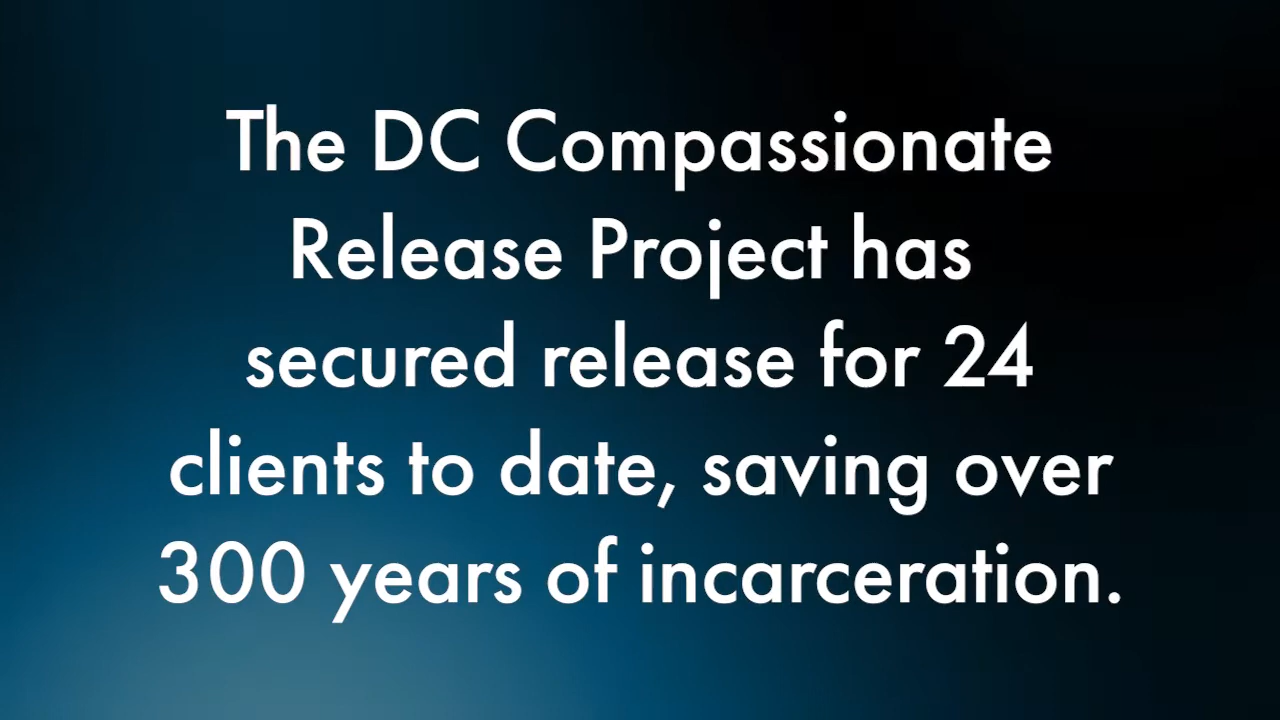 The DC Compassionate
Release Project has
secured release for 24
clients to date, saving over
300 years of incarceration.